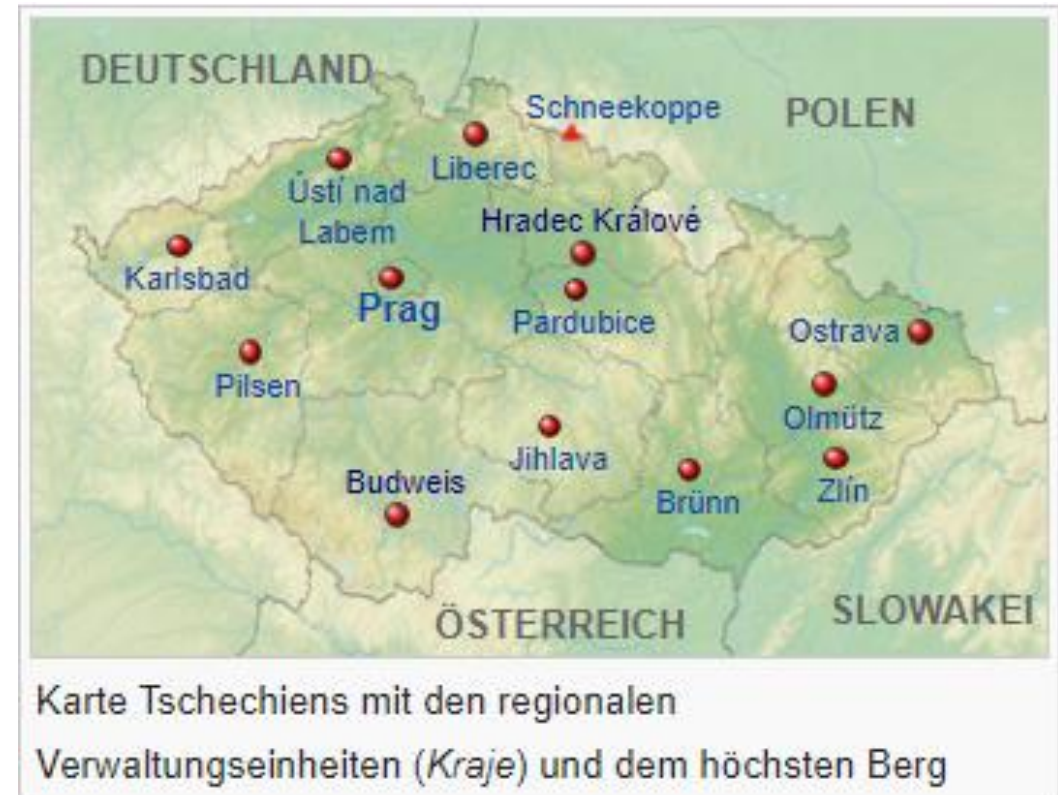 DEUTSCHLAND
Schneekoppe
POLEN
Liberec
Ústí nad
Labem
Hradec Králové
Karlsbad
Prag
Pardubice
Ostrava
Pilsen
Olmütz
Jihlava
Budweis
Brünn
Zlín
ÖSTERREICH
SLOWAKEI
Karte Tschechiens mit den regionalen
Verwaltungseinheiten (Kraje) und dem höchsten Berg